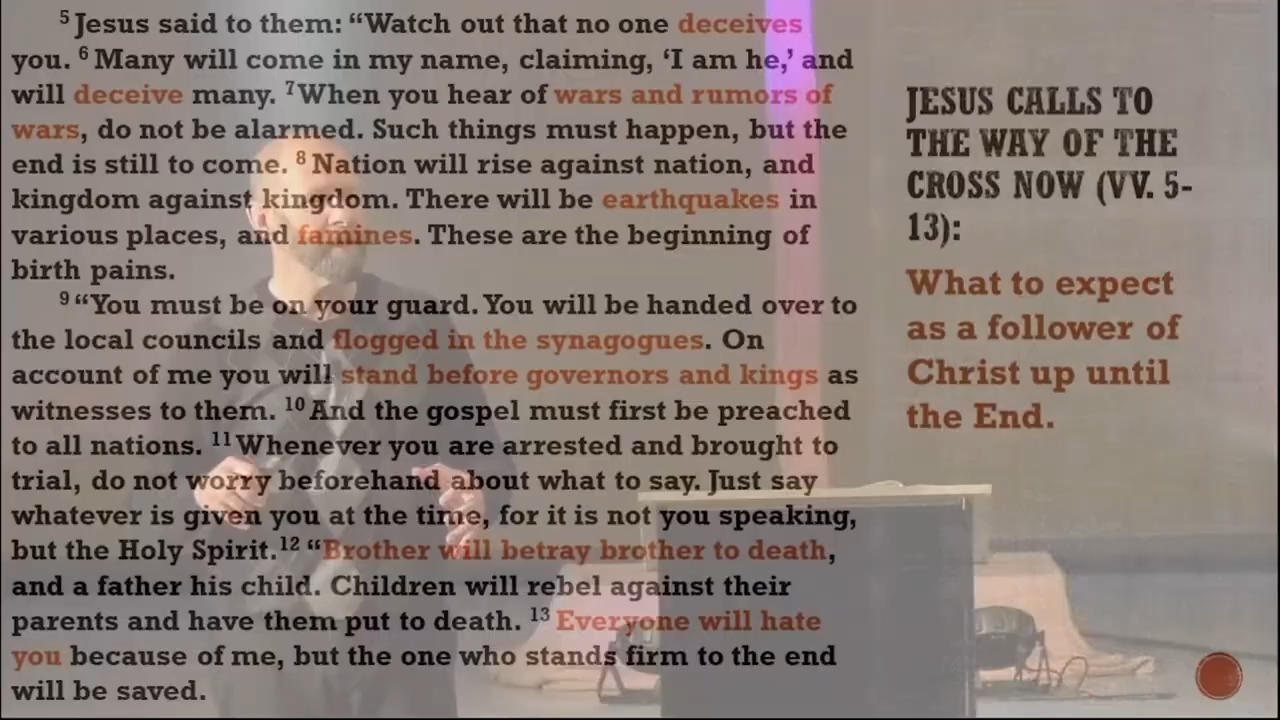 ⁵ Jesus said to them: “Watch out that no one deceives
you. ⁶ Many will come in my name, claiming, ‘I am he,’ and
will deceive many. ⁷ When you hear of wars and rumors of
wars, do not be alarmed. Such things must happen, but the
end is still to come. ⁸ Nation will rise against nation, and
kingdom against kingdom. There will be earthquakes in
various places, and famines. These are the beginning of
birth pains.
⁹ “You must be on your guard. You will be handed over to
the local councils and flogged in the synagogues. On
account of me you will stand before governors and kings as
witnesses to them. ¹⁰ And the gospel must first be preached
to all nations. ¹¹ Whenever you are arrested and brought to
trial, do not worry beforehand about what to say. Just say
whatever is given you at the time, for it is not you speaking,
but the Holy Spirit.¹² “Brother will betray brother to death,
and a father his child. Children will rebel against their
parents and have them put to death. ¹³ Everyone will hate
you because of me, but the one who stands firm to the end
will be saved.
JESUS CALLS TO
THE WAY OF THE
CROSS NOW (VV. 5-
13):
What to expect
as a follower of
Christ up until
the End.